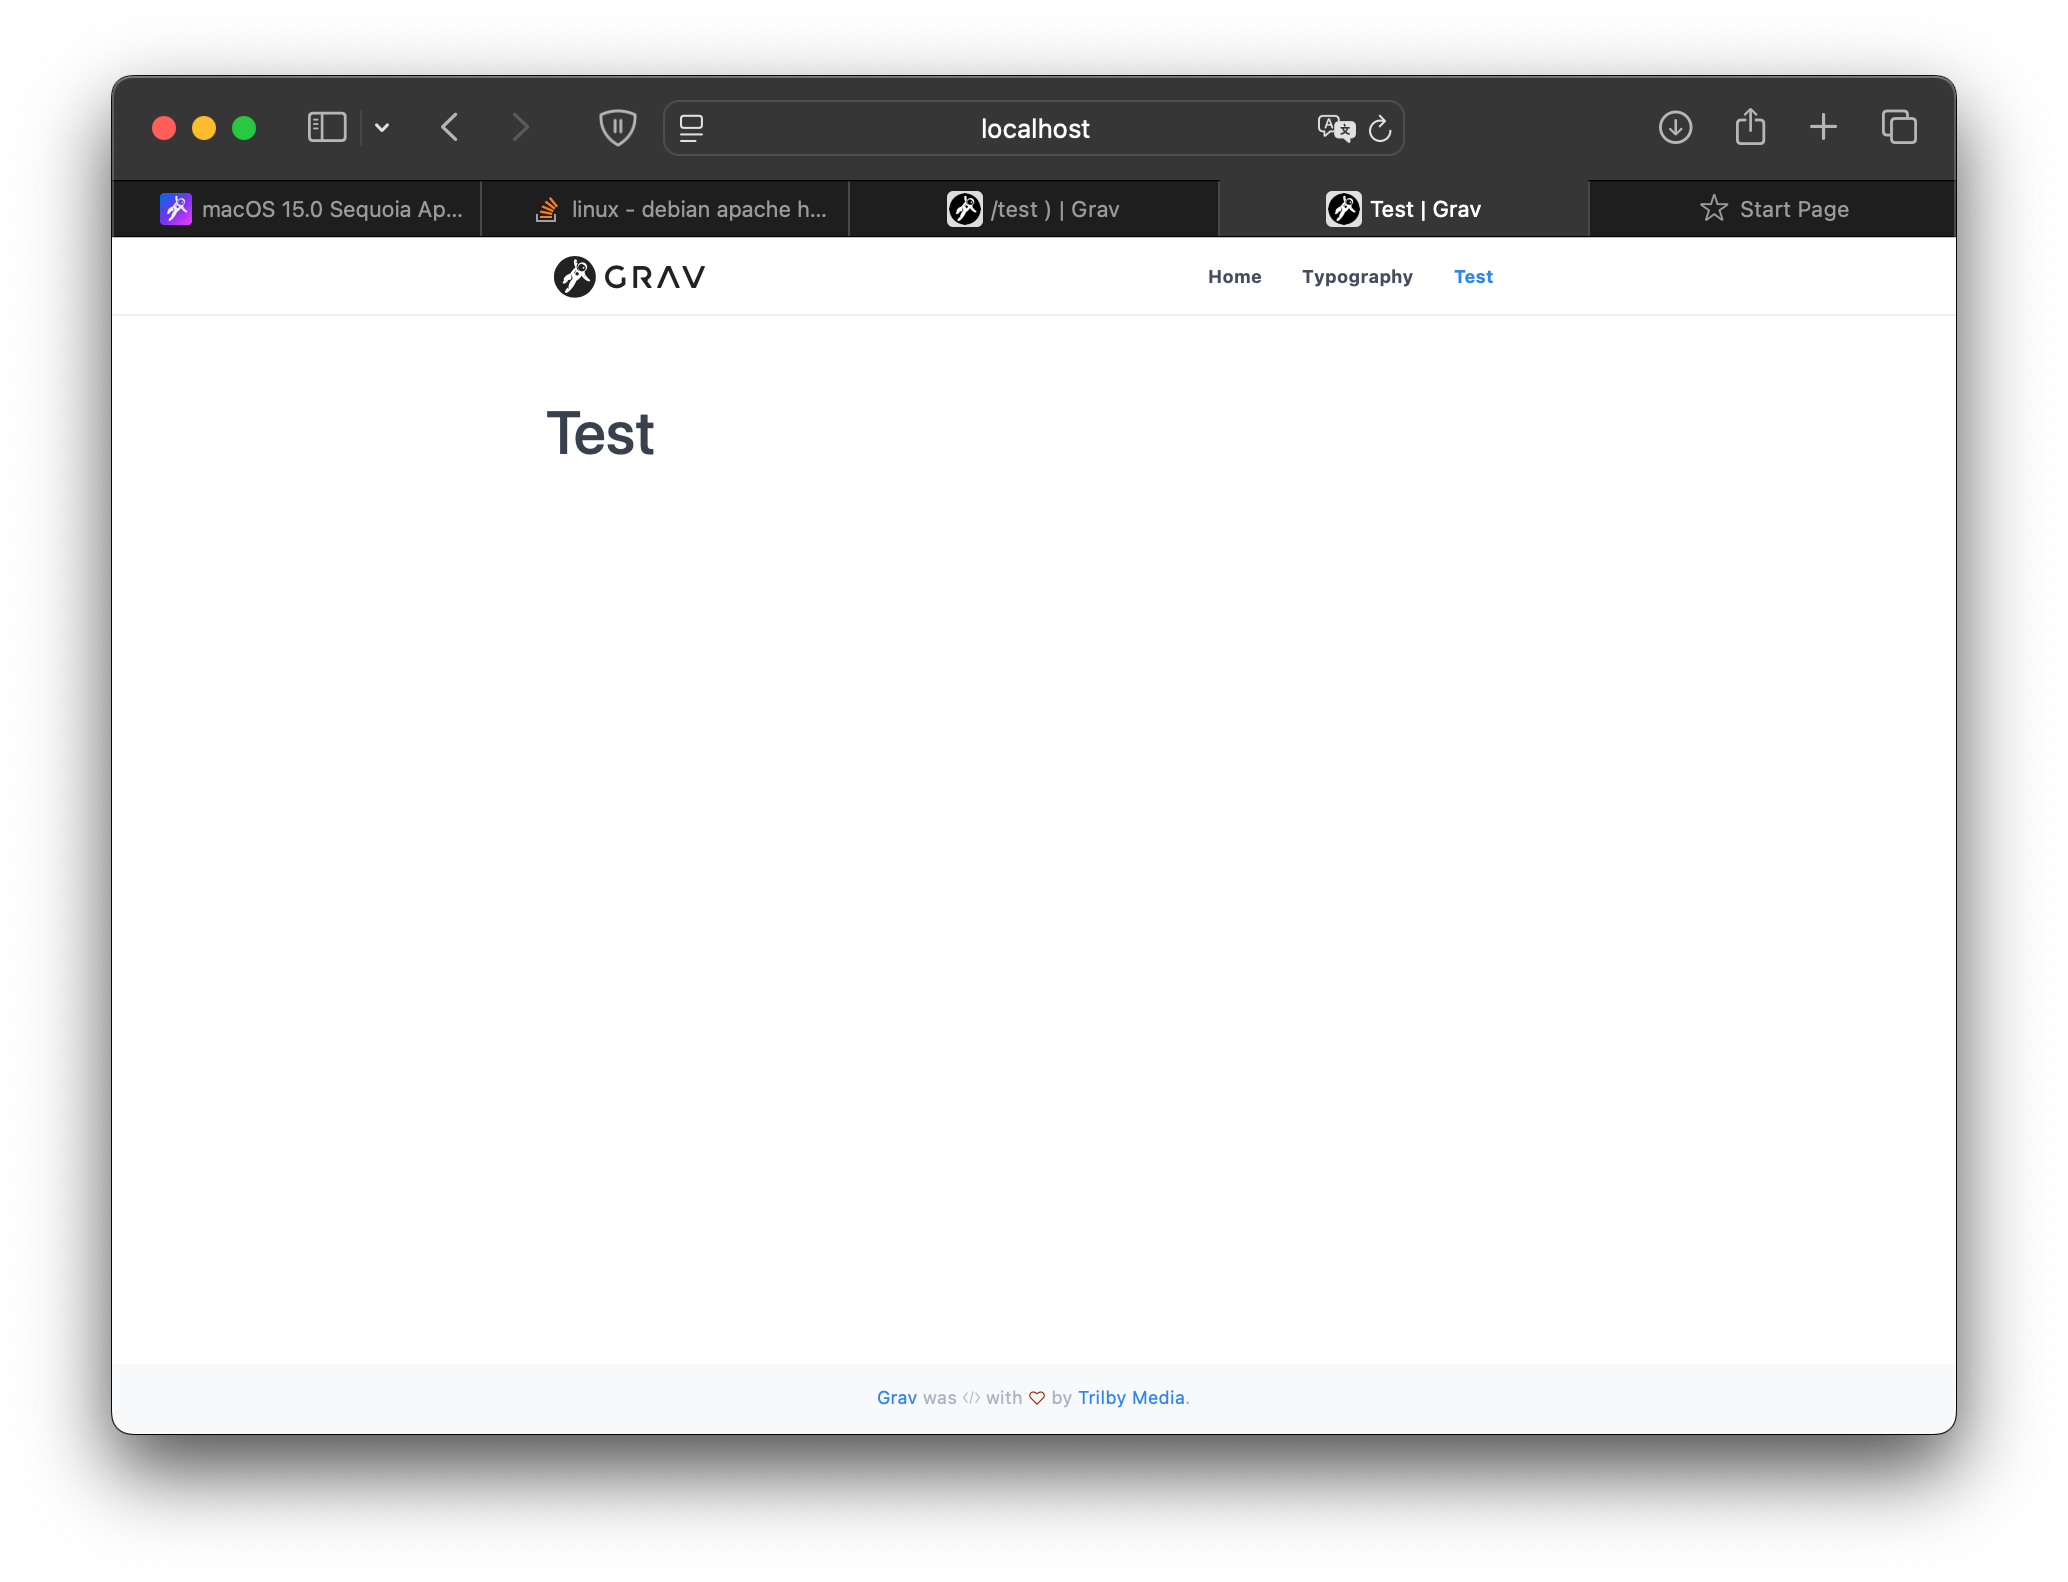 localhost
macOS 15.0 Sequoia Ap...
linux - debian apache h...
/test ) | Grav
Test | Grav
Start Page
GRAV
Home Typography Test
Test
Grav was </> with ♡ by Trilby Media.